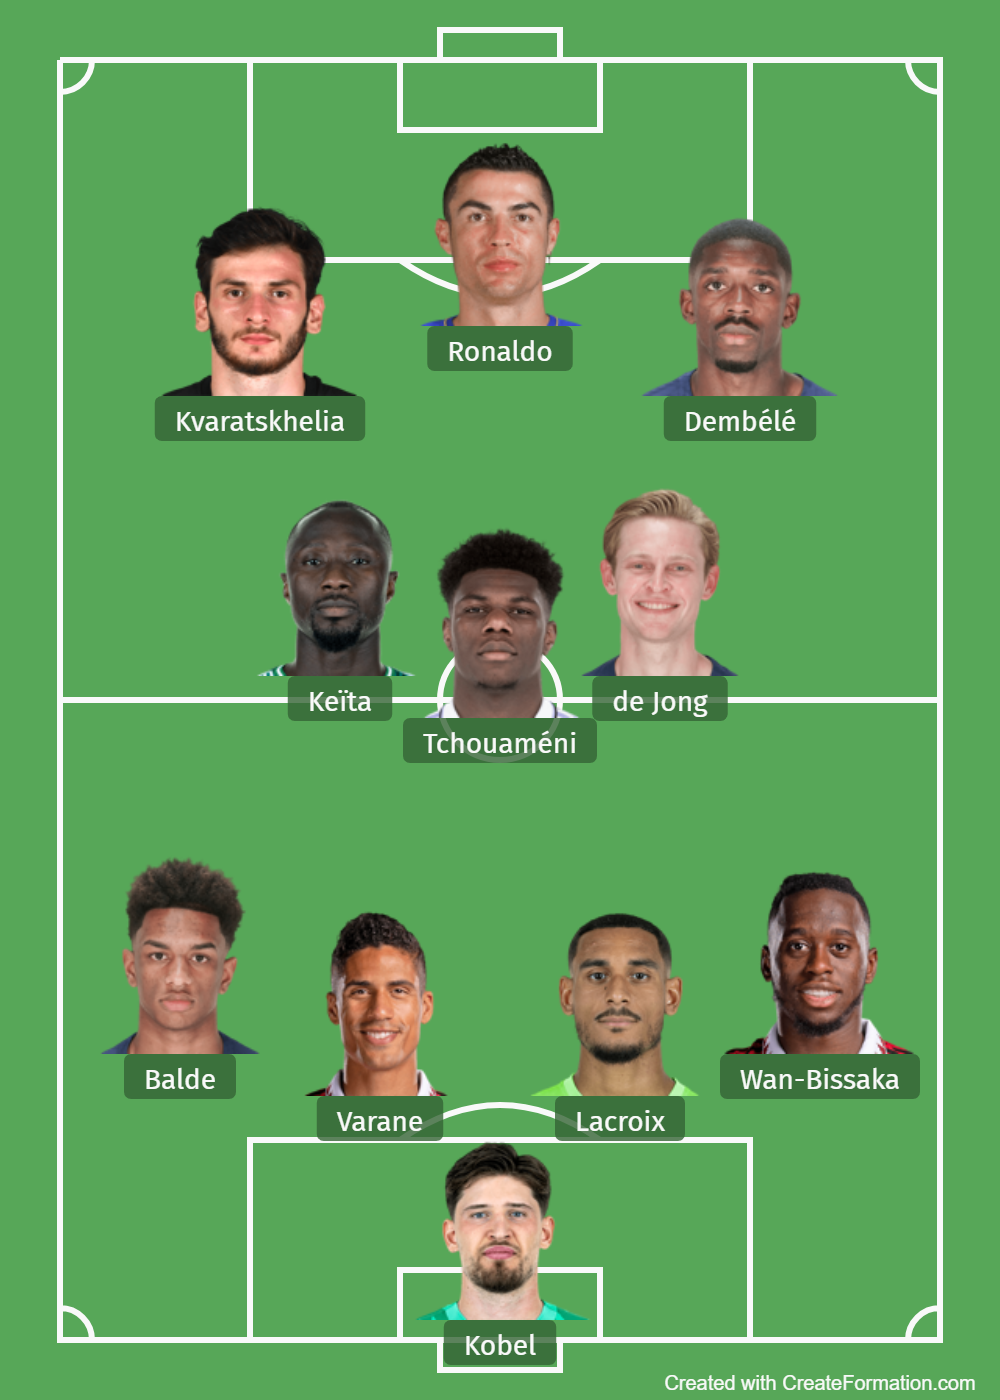 Ronaldo
Kvaratskhelia
Dembélé
Keïta
de Jong
Tchouaméni
Balde
Wan-Bissaka
Varane
Lacroix
Kobel
Created with CreateFormation.com